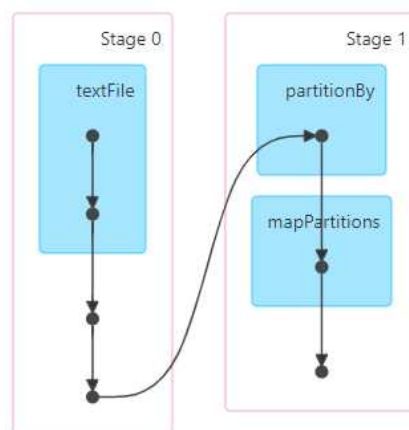 Stage 0
textFile
Stage 1
partitionBy
mapPartitions